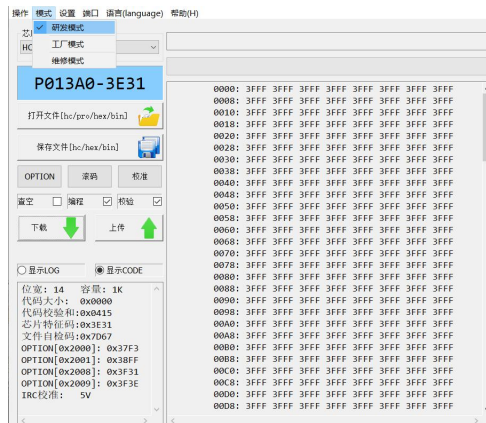 操作 模式 设置 端口 语言(language) 帮助(H)
研发模式
工厂模式
维修模式
P013A0-3E31
打开文件[hc/pro/hex/bin]
保存文件[hc/hex/bin]
OPTION 滚码 校准
查空 编程 校验
下载 上传
显示LOG 显示CODE
位宽: 14 容量: 1K
代码大小: 0x0000
代码校验和:0x0415
芯片特征码:0x3E31
文件自检码:0x7D67
OPTION[0x2000]: 0x37F3
OPTION[0x2001]: 0x38FF
OPTION[0x2008]: 0x3F31
OPTION[0x2009]: 0x3F3E
IRC校准: 5V
0000: 3FFF 3FFF 3FFF 3FFF 3FFF 3FFF 3FFF 3FFF
0008: 3FFF 3FFF 3FFF 3FFF 3FFF 3FFF 3FFF 3FFF
0010: 3FFF 3FFF 3FFF 3FFF 3FFF 3FFF 3FFF 3FFF
0018: 3FFF 3FFF 3FFF 3FFF 3FFF 3FFF 3FFF 3FFF
0020: 3FFF 3FFF 3FFF 3FFF 3FFF 3FFF 3FFF 3FFF
0028: 3FFF 3FFF 3FFF 3FFF 3FFF 3FFF 3FFF 3FFF
0030: 3FFF 3FFF 3FFF 3FFF 3FFF 3FFF 3FFF 3FFF
0038: 3FFF 3FFF 3FFF 3FFF 3FFF 3FFF 3FFF 3FFF
0040: 3FFF 3FFF 3FFF 3FFF 3FFF 3FFF 3FFF 3FFF
0048: 3FFF 3FFF 3FFF 3FFF 3FFF 3FFF 3FFF 3FFF
0050: 3FFF 3FFF 3FFF 3FFF 3FFF 3FFF 3FFF 3FFF
0058: 3FFF 3FFF 3FFF 3FFF 3FFF 3FFF 3FFF 3FFF
0060: 3FFF 3FFF 3FFF 3FFF 3FFF 3FFF 3FFF 3FFF
0068: 3FFF 3FFF 3FFF 3FFF 3FFF 3FFF 3FFF 3FFF
0070: 3FFF 3FFF 3FFF 3FFF 3FFF 3FFF 3FFF 3FFF
0078: 3FFF 3FFF 3FFF 3FFF 3FFF 3FFF 3FFF 3FFF
0080: 3FFF 3FFF 3FFF 3FFF 3FFF 3FFF 3FFF 3FFF
0088: 3FFF 3FFF 3FFF 3FFF 3FFF 3FFF 3FFF 3FFF
0090: 3FFF 3FFF 3FFF 3FFF 3FFF 3FFF 3FFF 3FFF
0098: 3FFF 3FFF 3FFF 3FFF 3FFF 3FFF 3FFF 3FFF
00A0: 3FFF 3FFF 3FFF 3FFF 3FFF 3FFF 3FFF 3FFF
00A8: 3FFF 3FFF 3FFF 3FFF 3FFF 3FFF 3FFF 3FFF
00B0: 3FFF 3FFF 3FFF 3FFF 3FFF 3FFF 3FFF 3FFF
00B8: 3FFF 3FFF 3FFF 3FFF 3FFF 3FFF 3FFF 3FFF
00C0: 3FFF 3FFF 3FFF 3FFF 3FFF 3FFF 3FFF 3FFF
00C8: 3FFF 3FFF 3FFF 3FFF 3FFF 3FFF 3FFF 3FFF
00D0: 3FFF 3FFF 3FFF 3FFF 3FFF 3FFF 3FFF 3FFF
00D8: 3FFF 3FFF 3FFF 3FFF 3FFF 3FFF 3FFF 3FFF